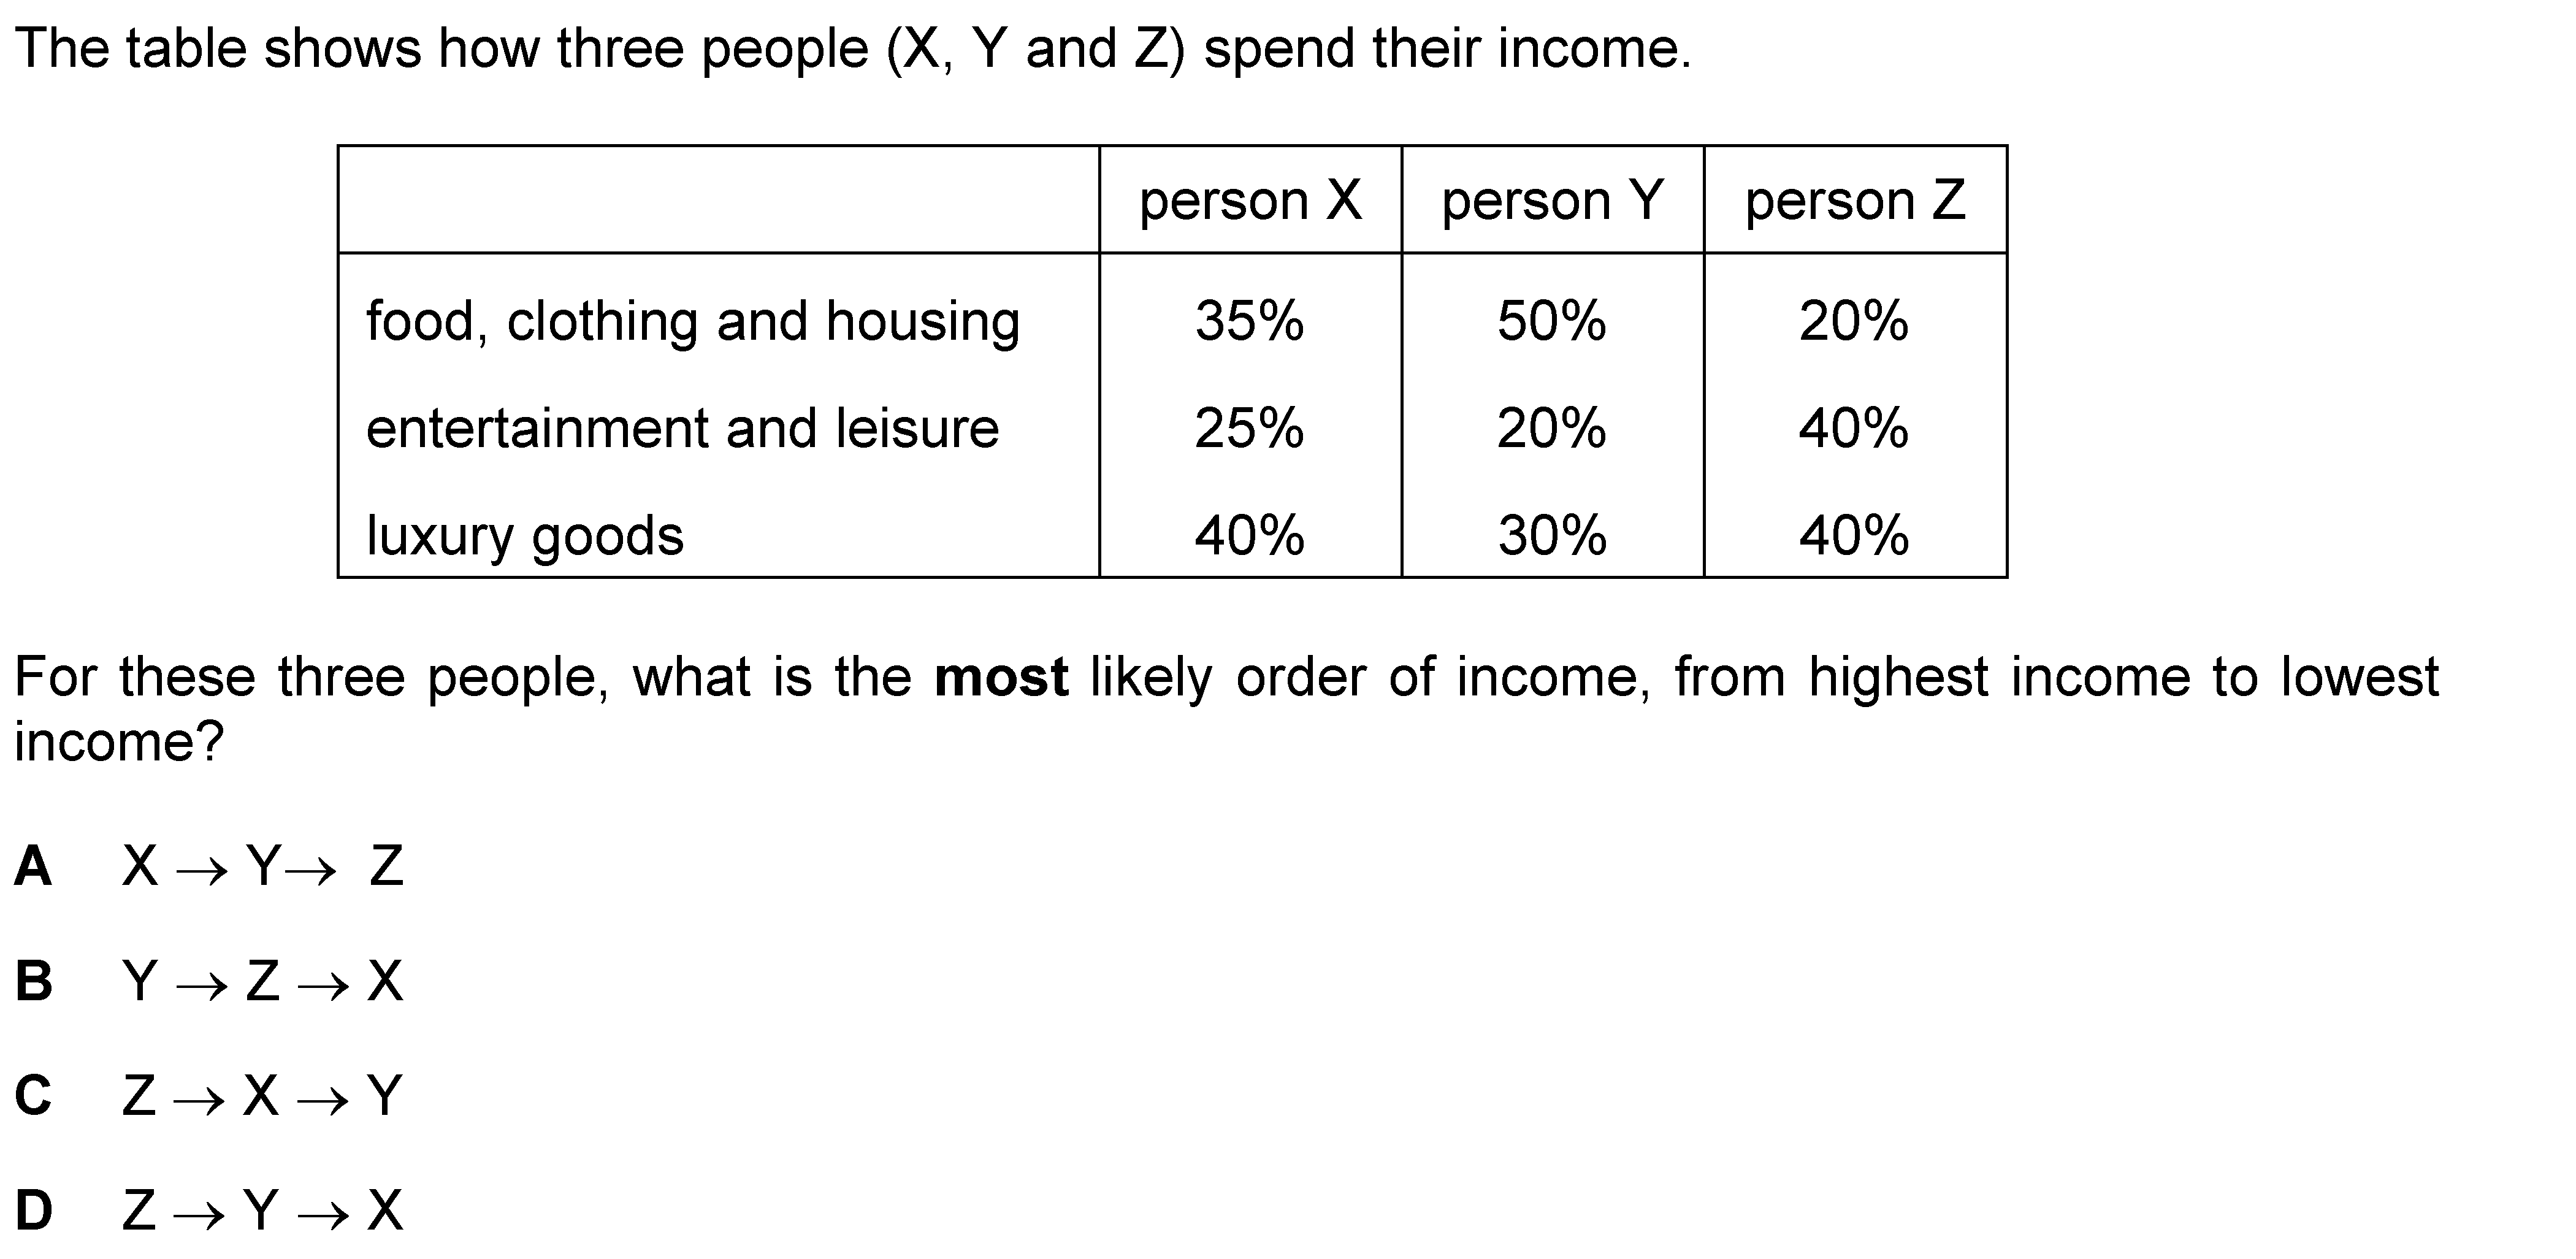 The table shows how three people (X, Y and Z) spend their income.
person X person Y person Z
food, clothing and housing 35% 50% 20%
entertainment and leisure 25% 20% 40%
luxury goods 40% 30% 40%
For these three people, what is the most likely order of income, from highest income to lowest
income?
A X → Y → Z
B Y → Z → X
C Z → X → Y
D Z → Y → X